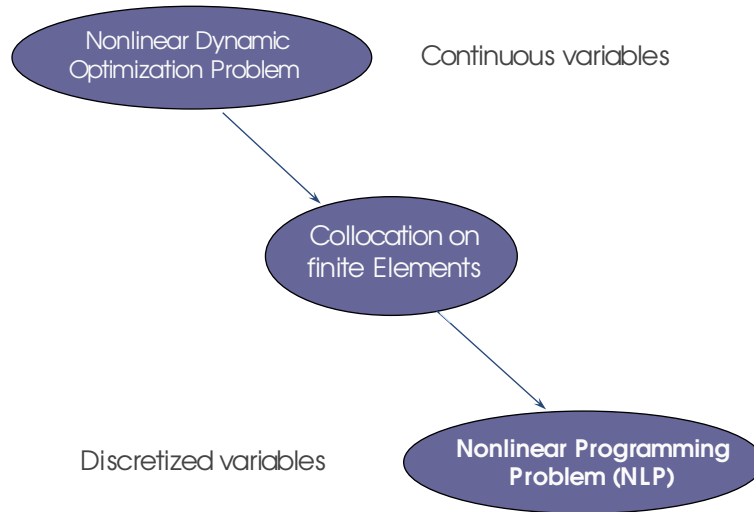 Nonlinear Dynamic
Optimization Problem
Continuous variables
Collocation on
finite Elements
Discretized variables
Nonlinear Programming
Problem (NLP)